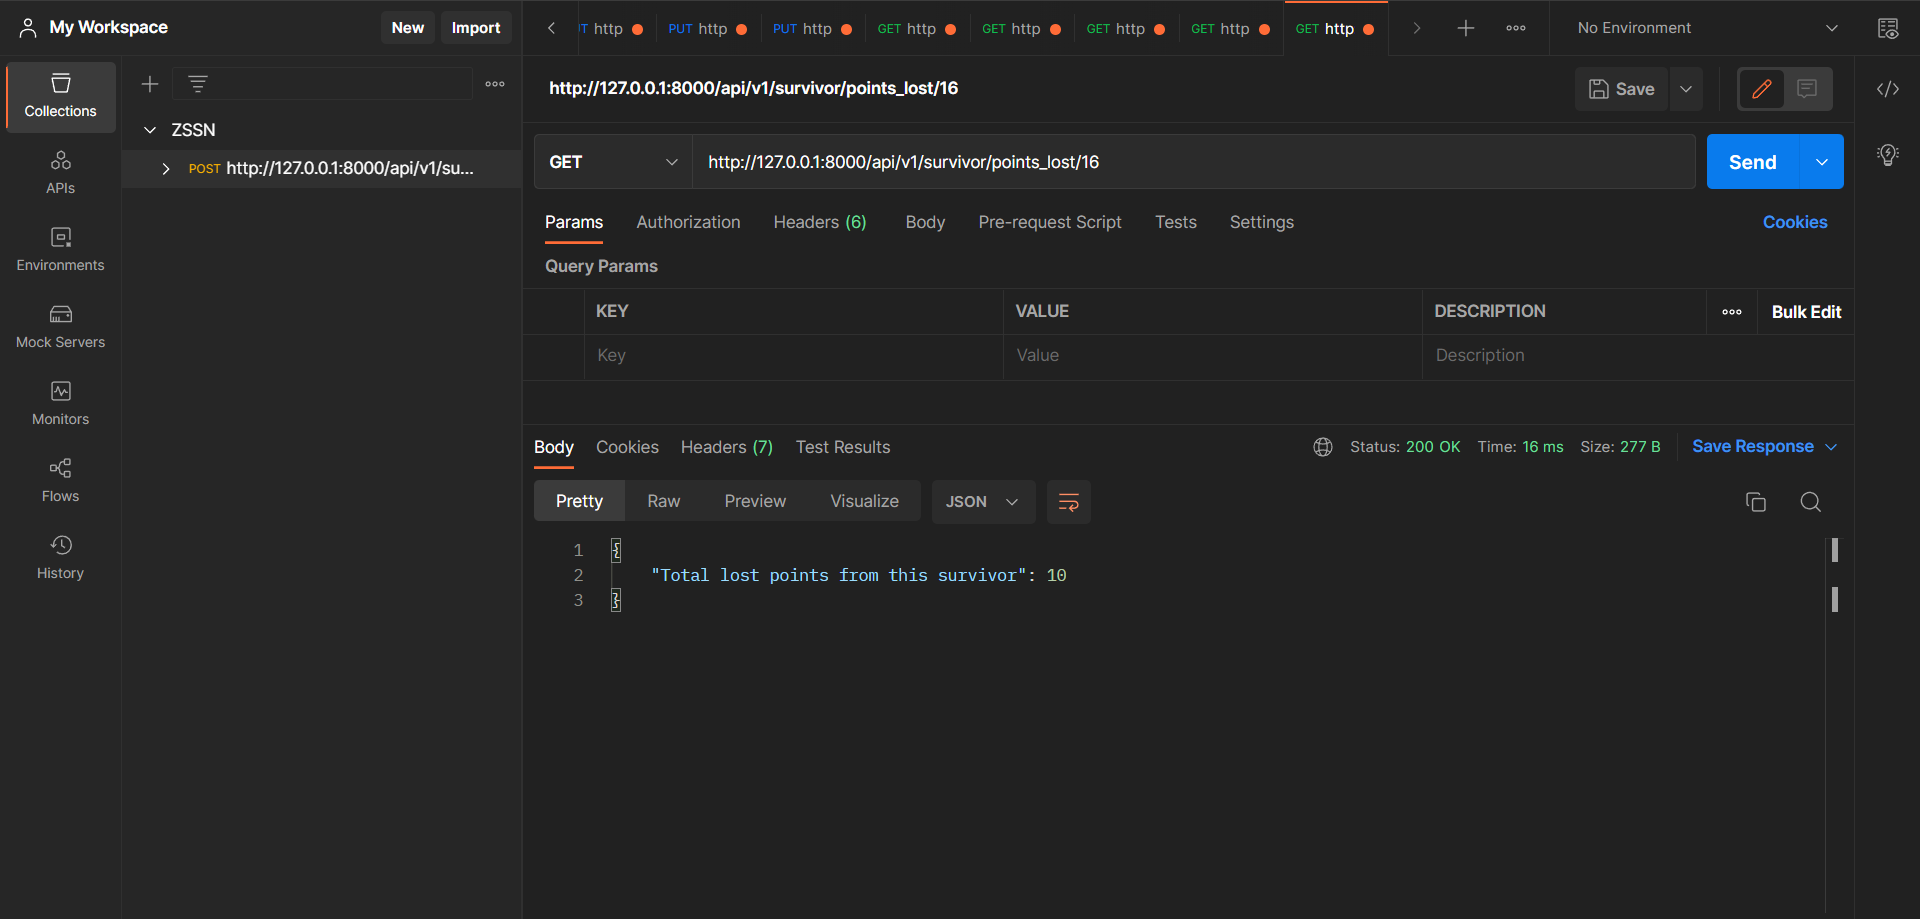 My Workspace
New
Import
T http
PUT http
PUT http
GET http
GET http
GET http
GET http
GET http
No Environment
Collections
APIs
Environments
Mock Servers
Monitors
Flows
History
ZSSN
POST http://127.0.0.1:8000/api/v1/su...
http://127.0.0.1:8000/api/v1/survivor/points_lost/16
Save
GET
http://127.0.0.1:8000/api/v1/survivor/points_lost/16
Send
Params Authorization Headers (6) Body Pre-request Script Tests Settings Cookies
Query Params
KEY VALUE DESCRIPTION Bulk Edit
Key Value Description
Body Cookies Headers (7) Test Results Status: 200 OK Time: 16 ms Size: 277 B Save Response
Pretty Raw Preview Visualize JSON
1 {
2 "Total lost points from this survivor": 10
3 }